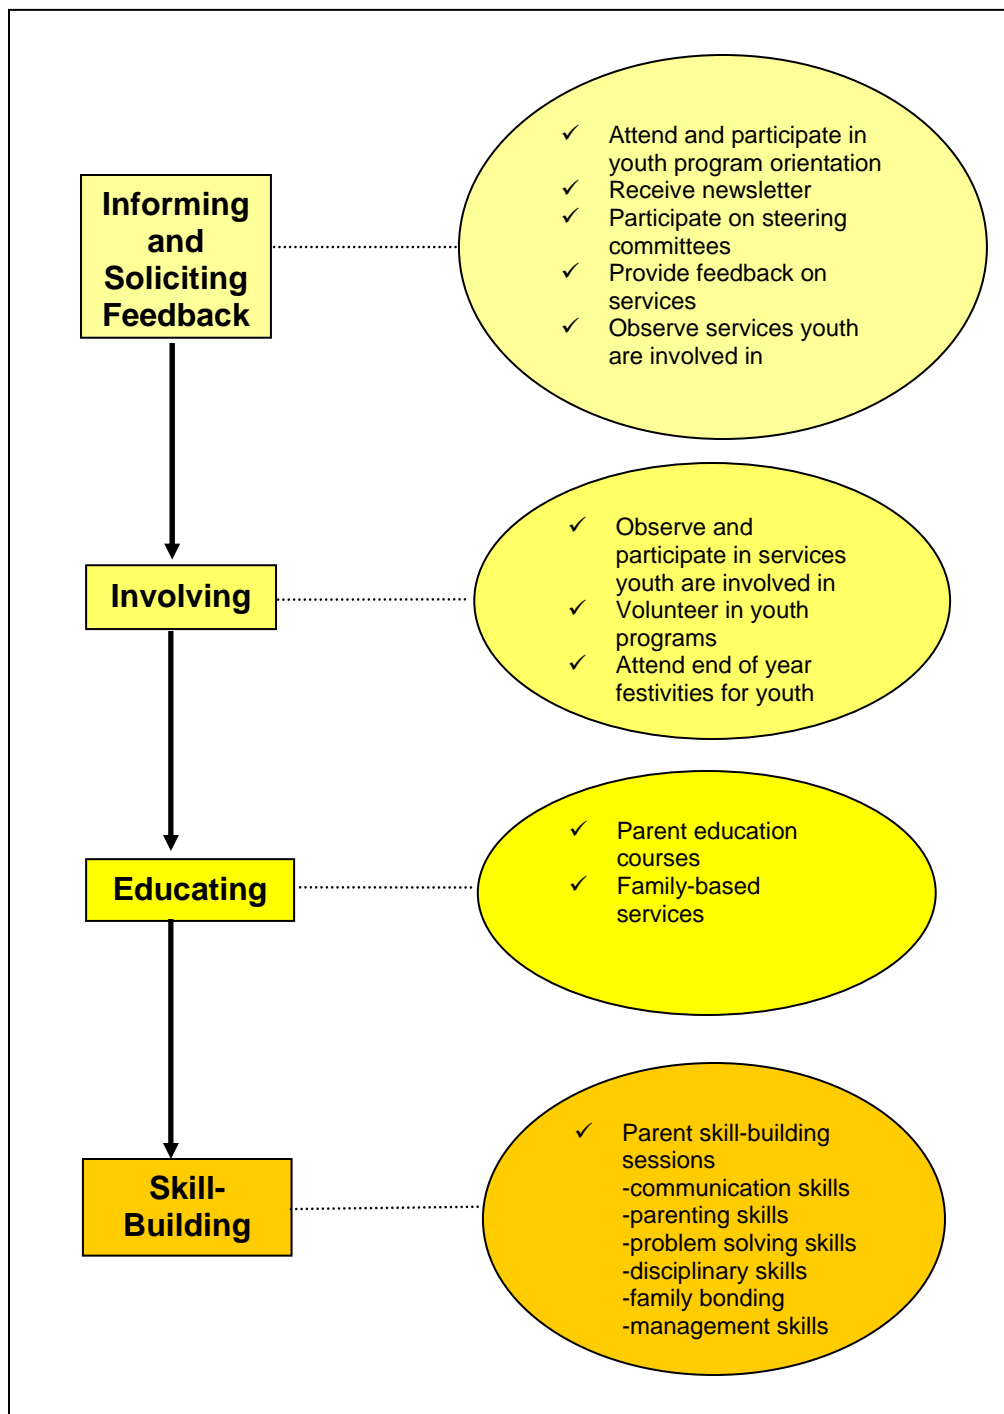 Informing
and
Soliciting
Feedback
✓ Attend and participate in
youth program orientation
✓ Receive newsletter
✓ Participate on steering
committees
✓ Provide feedback on
services
✓ Observe services youth
are involved in
Involving
✓ Observe and
participate in services
youth are involved in
✓ Volunteer in youth
programs
✓ Attend end of year
festivities for youth
Educating
✓ Parent education
courses
✓ Family-based
services
Skill-
Building
✓ Parent skill-building
sessions
-communication skills
-parenting skills
-problem solving skills
-disciplinary skills
-family bonding
-management skills